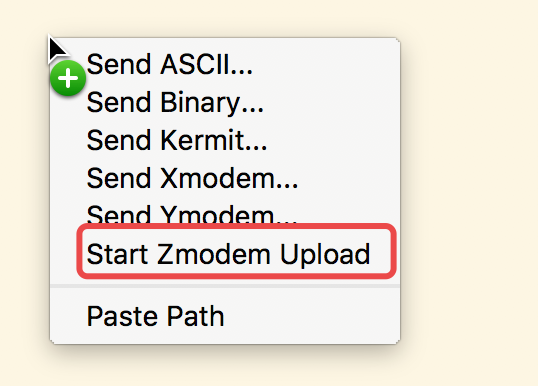 Send ASCII...
Send Binary...
Send Kermit...
Send Xmodem...
Send Ymodem...
Start Zmodem Upload
Paste Path